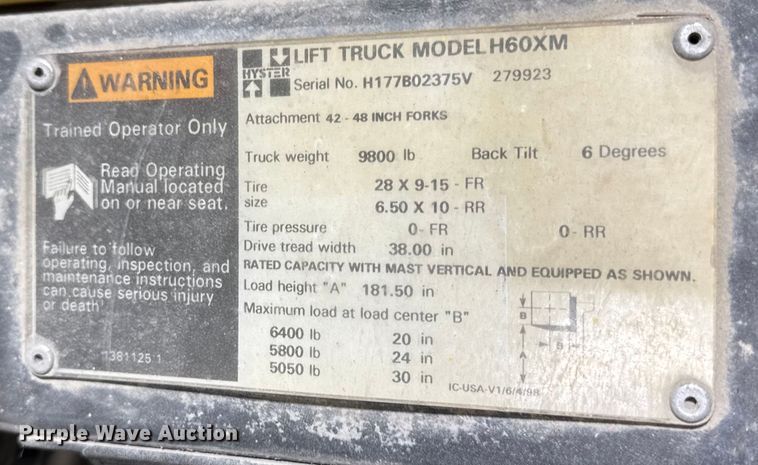 WARNING
Trained Operator Only
Read Operating
Manual located
on or near seat.
Failure to follow
operating, inspection, and
maintenance instructions
can cause serious injury
or death
1381125 1
HYSTER
LIFT TRUCK MODEL H60XM
Serial No. H177B02375V 279923
Attachment 42 - 48 INCH FORKS
Truck weight 9800 lb Back Tilt 6 Degrees
Tire 28 X 9-15 - FR
size 6.50 X 10 - RR
Tire pressure 0- FR 0- RR
Drive tread width 38.00 in
RATED CAPACITY WITH MAST VERTICAL AND EQUIPPED AS SHOWN.
Load height "A" 181.50 in
Maximum load at load center "B"
6400 lb 20 in
5800 lb 24 in
5050 lb 30 in
B
B
A
IC-USA-V1/6/4/98
Purple Wave Auction